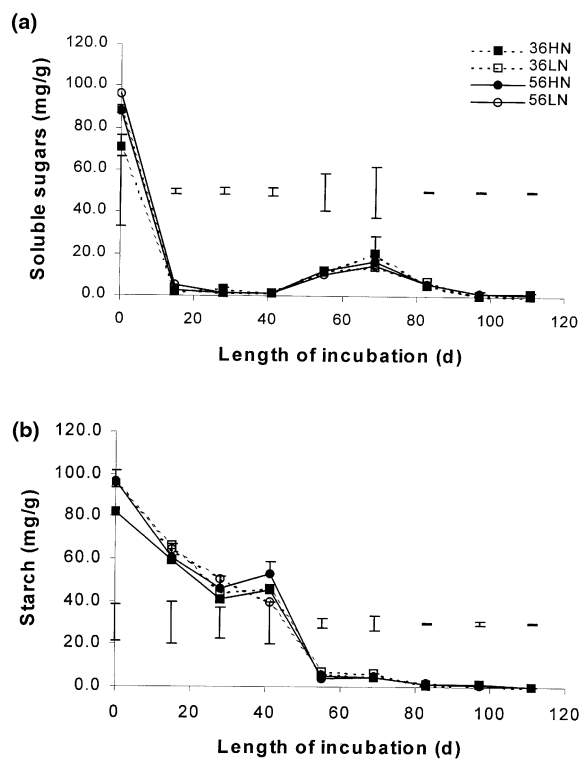 (a)
120.0
100.0
80.0
60.0
40.0
20.0
0.0
Soluble sugars (mg/g)
36HN
36LN
56HN
56LN
0 20 40 60 80 100 120
Length of incubation (d)
(b)
120.0
100.0
80.0
60.0
40.0
20.0
0.0
Starch (mg/g)
0 20 40 60 80 100 120
Length of incubation (d)